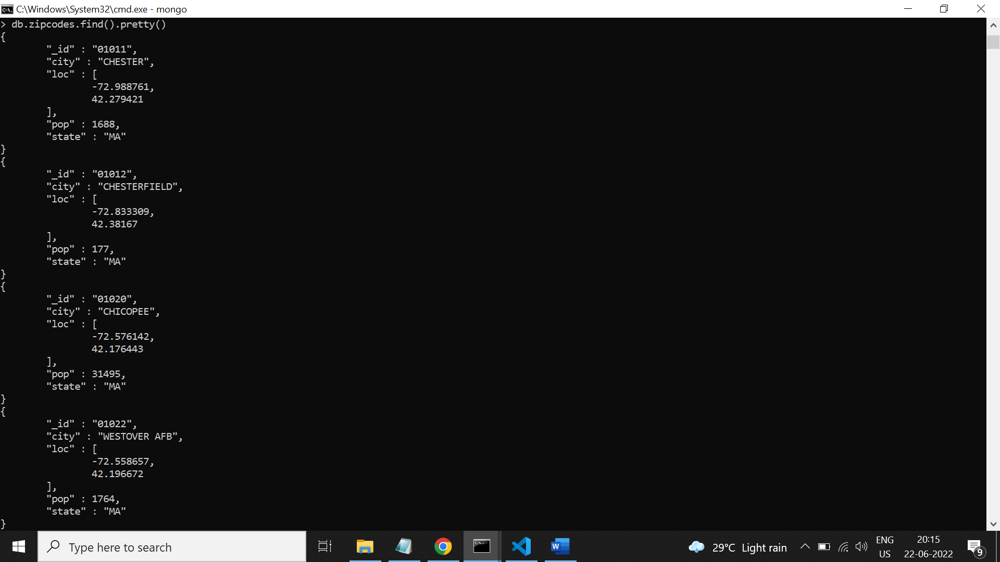 C:\Windows\System32\cmd.exe - mongo
> db.zipcodes.find().pretty()
{
"_id" : "01011",
"city" : "CHESTER",
"loc" : [
-72.988761,
42.279421
],
"pop" : 1688,
"state" : "MA"
}
{
"_id" : "01012",
"city" : "CHESTERFIELD",
"loc" : [
-72.833309,
42.38167
],
"pop" : 177,
"state" : "MA"
}
{
"_id" : "01020",
"city" : "CHICOPEE",
"loc" : [
-72.576142,
42.176443
],
"pop" : 31495,
"state" : "MA"
}
{
"_id" : "01022",
"city" : "WESTOVER AFB",
"loc" : [
-72.558657,
42.196672
],
"pop" : 1764,
"state" : "MA"
}
Type here to search
29°C Light rain
ENG
US
20:15
22-06-2022
9